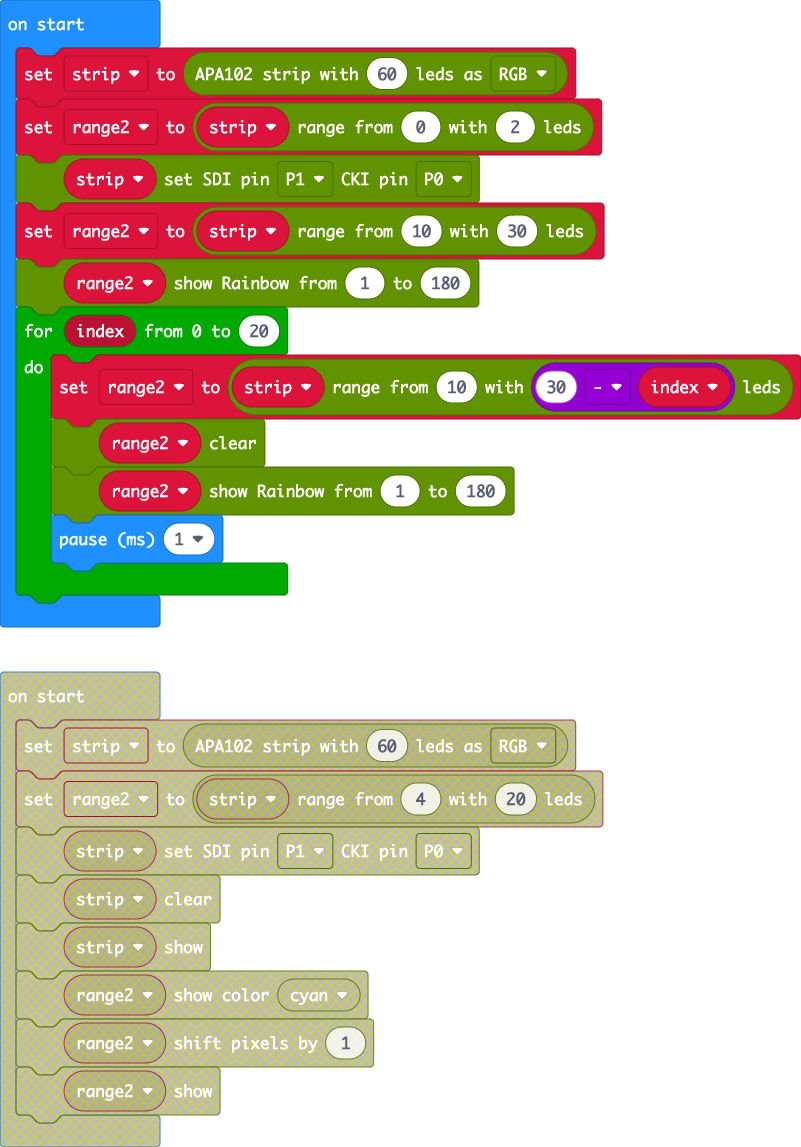 on start
set strip to APA102 strip with 60 leds as RGB
set range2 to strip range from 0 with 2 leds
strip set SDI pin P1 CKI pin P0
set range2 to strip range from 10 with 30 leds
range2 show Rainbow from 1 to 180
for index from 0 to 20
do
set range2 to strip range from 10 with 30 - index leds
range2 clear
range2 show Rainbow from 1 to 180
pause (ms) 1
on start
set strip to APA102 strip with 60 leds as RGB
set range2 to strip range from 4 with 20 leds
strip set SDI pin P1 CKI pin P0
strip clear
strip show
range2 show color cyan
range2 shift pixels by 1
range2 show